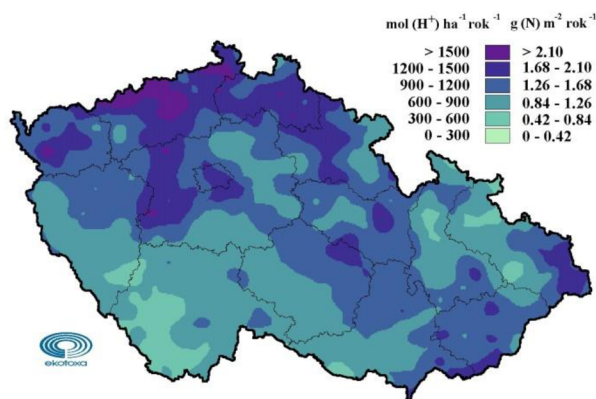 mol (H⁺) ha⁻¹ rok⁻¹ g (N) m⁻² rok⁻¹
> 1500 > 2.10
1200 - 1500 1.68 - 2.10
900 - 1200 1.26 - 1.68
600 - 900 0.84 - 1.26
300 - 600 0.42 - 0.84
0 - 300 0 - 0.42
ekotoxa